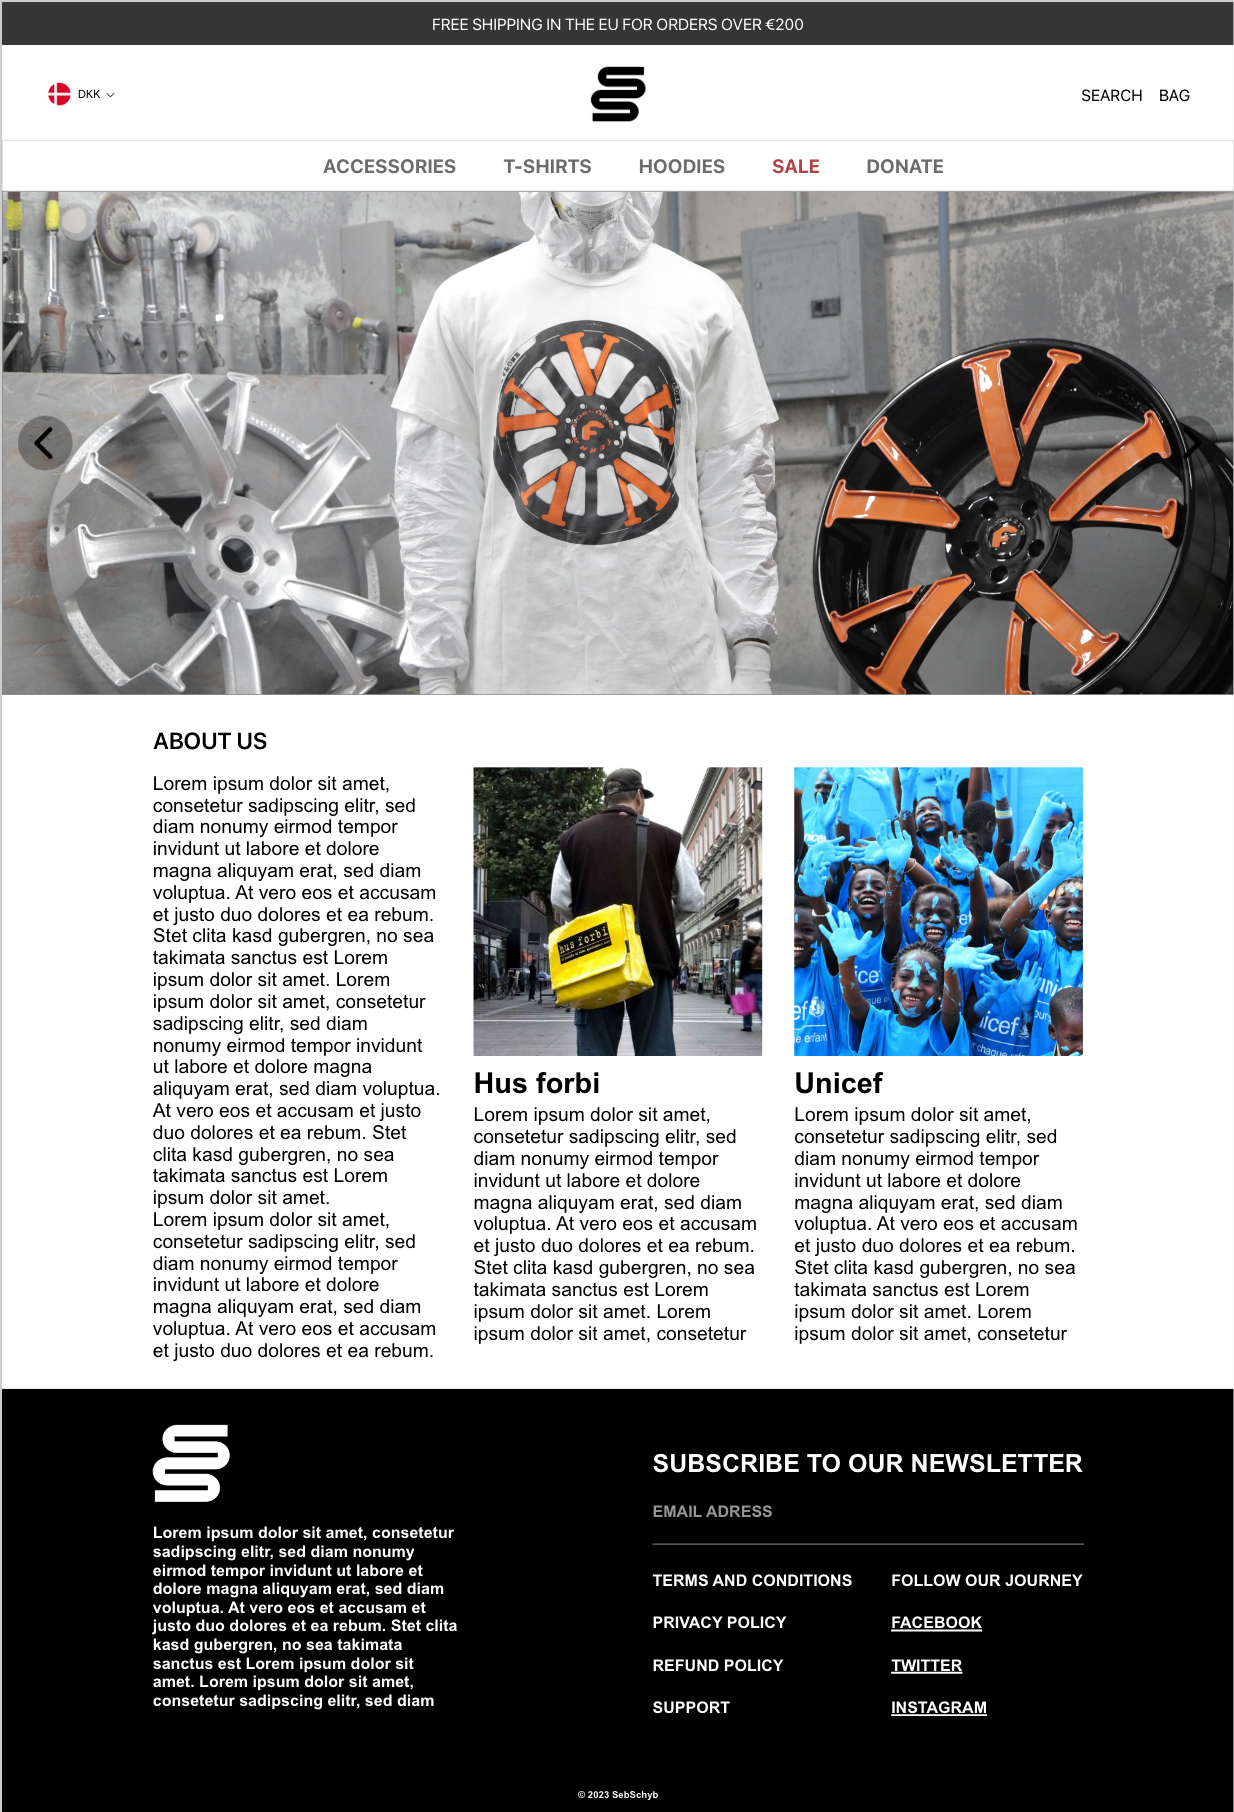 FREE SHIPPING IN THE EU FOR ORDERS OVER €200
DKK
SEARCH BAG
ACCESSORIES T-SHIRTS HOODIES SALE DONATE
ABOUT US
Lorem ipsum dolor sit amet,
consetetur sadipscing elitr, sed
diam nonumy eirmod tempor
invidunt ut labore et dolore
magna aliquyam erat, sed diam
voluptua. At vero eos et accusam
et justo duo dolores et ea rebum.
Stet clita kasd gubergren, no sea
takimata sanctus est Lorem
ipsum dolor sit amet. Lorem
ipsum dolor sit amet, consetetur
sadipscing elitr, sed diam
nonumy eirmod tempor invidunt
ut labore et dolore magna
aliquyam erat, sed diam voluptua.
At vero eos et accusam et justo
duo dolores et ea rebum. Stet
clita kasd gubergren, no sea
takimata sanctus est Lorem
ipsum dolor sit amet.
Lorem ipsum dolor sit amet,
consetetur sadipscing elitr, sed
diam nonumy eirmod tempor
invidunt ut labore et dolore
magna aliquyam erat, sed diam
voluptua. At vero eos et accusam
et justo duo dolores et ea rebum.
hus forbi
Hus forbi
Lorem ipsum dolor sit amet,
consetetur sadipscing elitr, sed
diam nonumy eirmod tempor
invidunt ut labore et dolore
magna aliquyam erat, sed diam
voluptua. At vero eos et accusam
et justo duo dolores et ea rebum.
Stet clita kasd gubergren, no sea
takimata sanctus est Lorem
ipsum dolor sit amet. Lorem
ipsum dolor sit amet, consetetur
Unicef
Lorem ipsum dolor sit amet,
consetetur sadipscing elitr, sed
diam nonumy eirmod tempor
invidunt ut labore et dolore
magna aliquyam erat, sed diam
voluptua. At vero eos et accusam
et justo duo dolores et ea rebum.
Stet clita kasd gubergren, no sea
takimata sanctus est Lorem
ipsum dolor sit amet. Lorem
ipsum dolor sit amet, consetetur
Lorem ipsum dolor sit amet, consetetur
sadipscing elitr, sed diam nonumy
eirmod tempor invidunt ut labore et
dolore magna aliquyam erat, sed diam
voluptua. At vero eos et accusam et
justo duo dolores et ea rebum. Stet clita
kasd gubergren, no sea takimata
sanctus est Lorem ipsum dolor sit
amet. Lorem ipsum dolor sit amet,
consetetur sadipscing elitr, sed diam
SUBSCRIBE TO OUR NEWSLETTER
EMAIL ADRESS
TERMS AND CONDITIONS
PRIVACY POLICY
REFUND POLICY
SUPPORT
FOLLOW OUR JOURNEY
FACEBOOK
TWITTER
INSTAGRAM
© 2023 SebSchyb